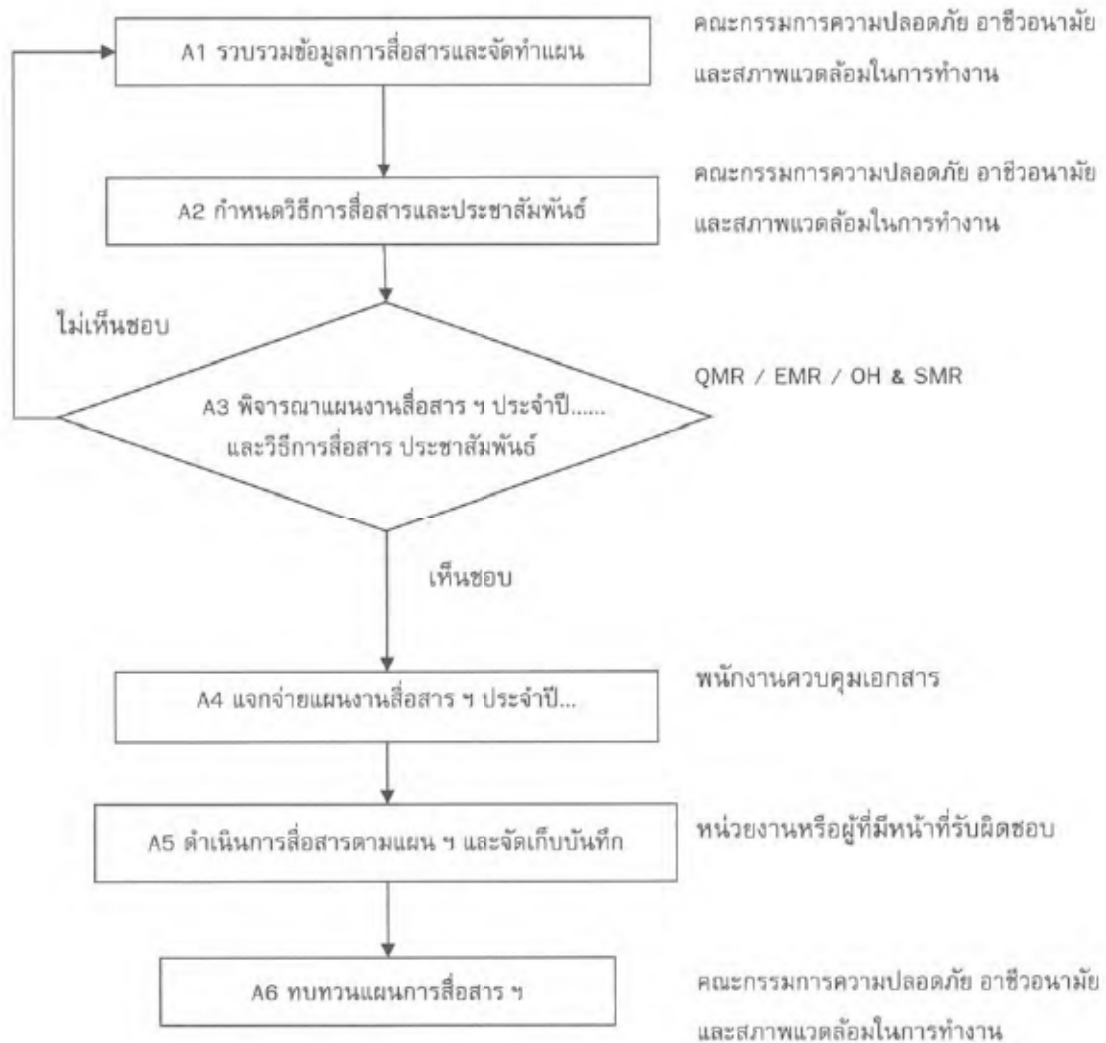 คณะกรรมการความปลอดภัย อาชีวอนามัย
A1 รวบรวมข้อมูลการสื่อสารและจัดทำแผน
และสภาพแวดล้อมในการทำงาน
คณะกรรมการความปลอดภัย อาชีวอนามัย
A2 กำหนดวิธีการสื่อสารและประชาสัมพันธ์
และสภาพแวดล้อมในการทำงาน
ไม่เห็นชอบ
QMR / EMR / OH & SMR
A3 พิจารณาแผนงานสื่อสาร ฯ ประจำปี......
และวิธีการสื่อสาร ประชาสัมพันธ์
เห็นชอบ
พนักงานควบคุมเอกสาร
A4 แจกจ่ายแผนงานสื่อสาร ฯ ประจำปี...
หน่วยงานหรือผู้ที่มีหน้าที่รับผิดชอบ
A5 ดำเนินการสื่อสารตามแผน ฯ และจัดเก็บบันทึก
A6 ทบทวนแผนการสื่อสาร ฯ
คณะกรรมการความปลอดภัย อาชีวอนามัย
และสภาพแวดล้อมในการทำงาน